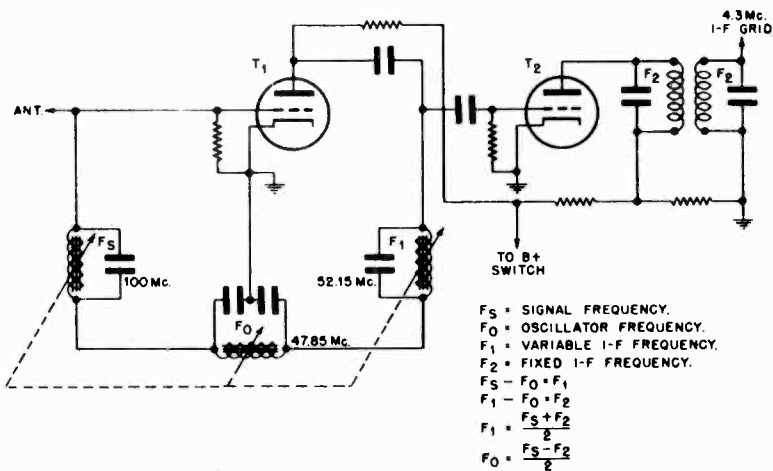 4.3 Mc.
I-F GRID
T1
T2
F2
F2
ANT.
FS
100 Mc.
F1
52.15 Mc.
FO
47.85 Mc.
TO B+
SWITCH
FS = SIGNAL FREQUENCY.
FO = OSCILLATOR FREQUENCY.
F1 = VARIABLE I-F FREQUENCY.
F2 = FIXED I-F FREQUENCY.
FS - FO = F1
F1 - FO = F2
F1 = FS + F2 / 2
FO = FS - F2 / 2